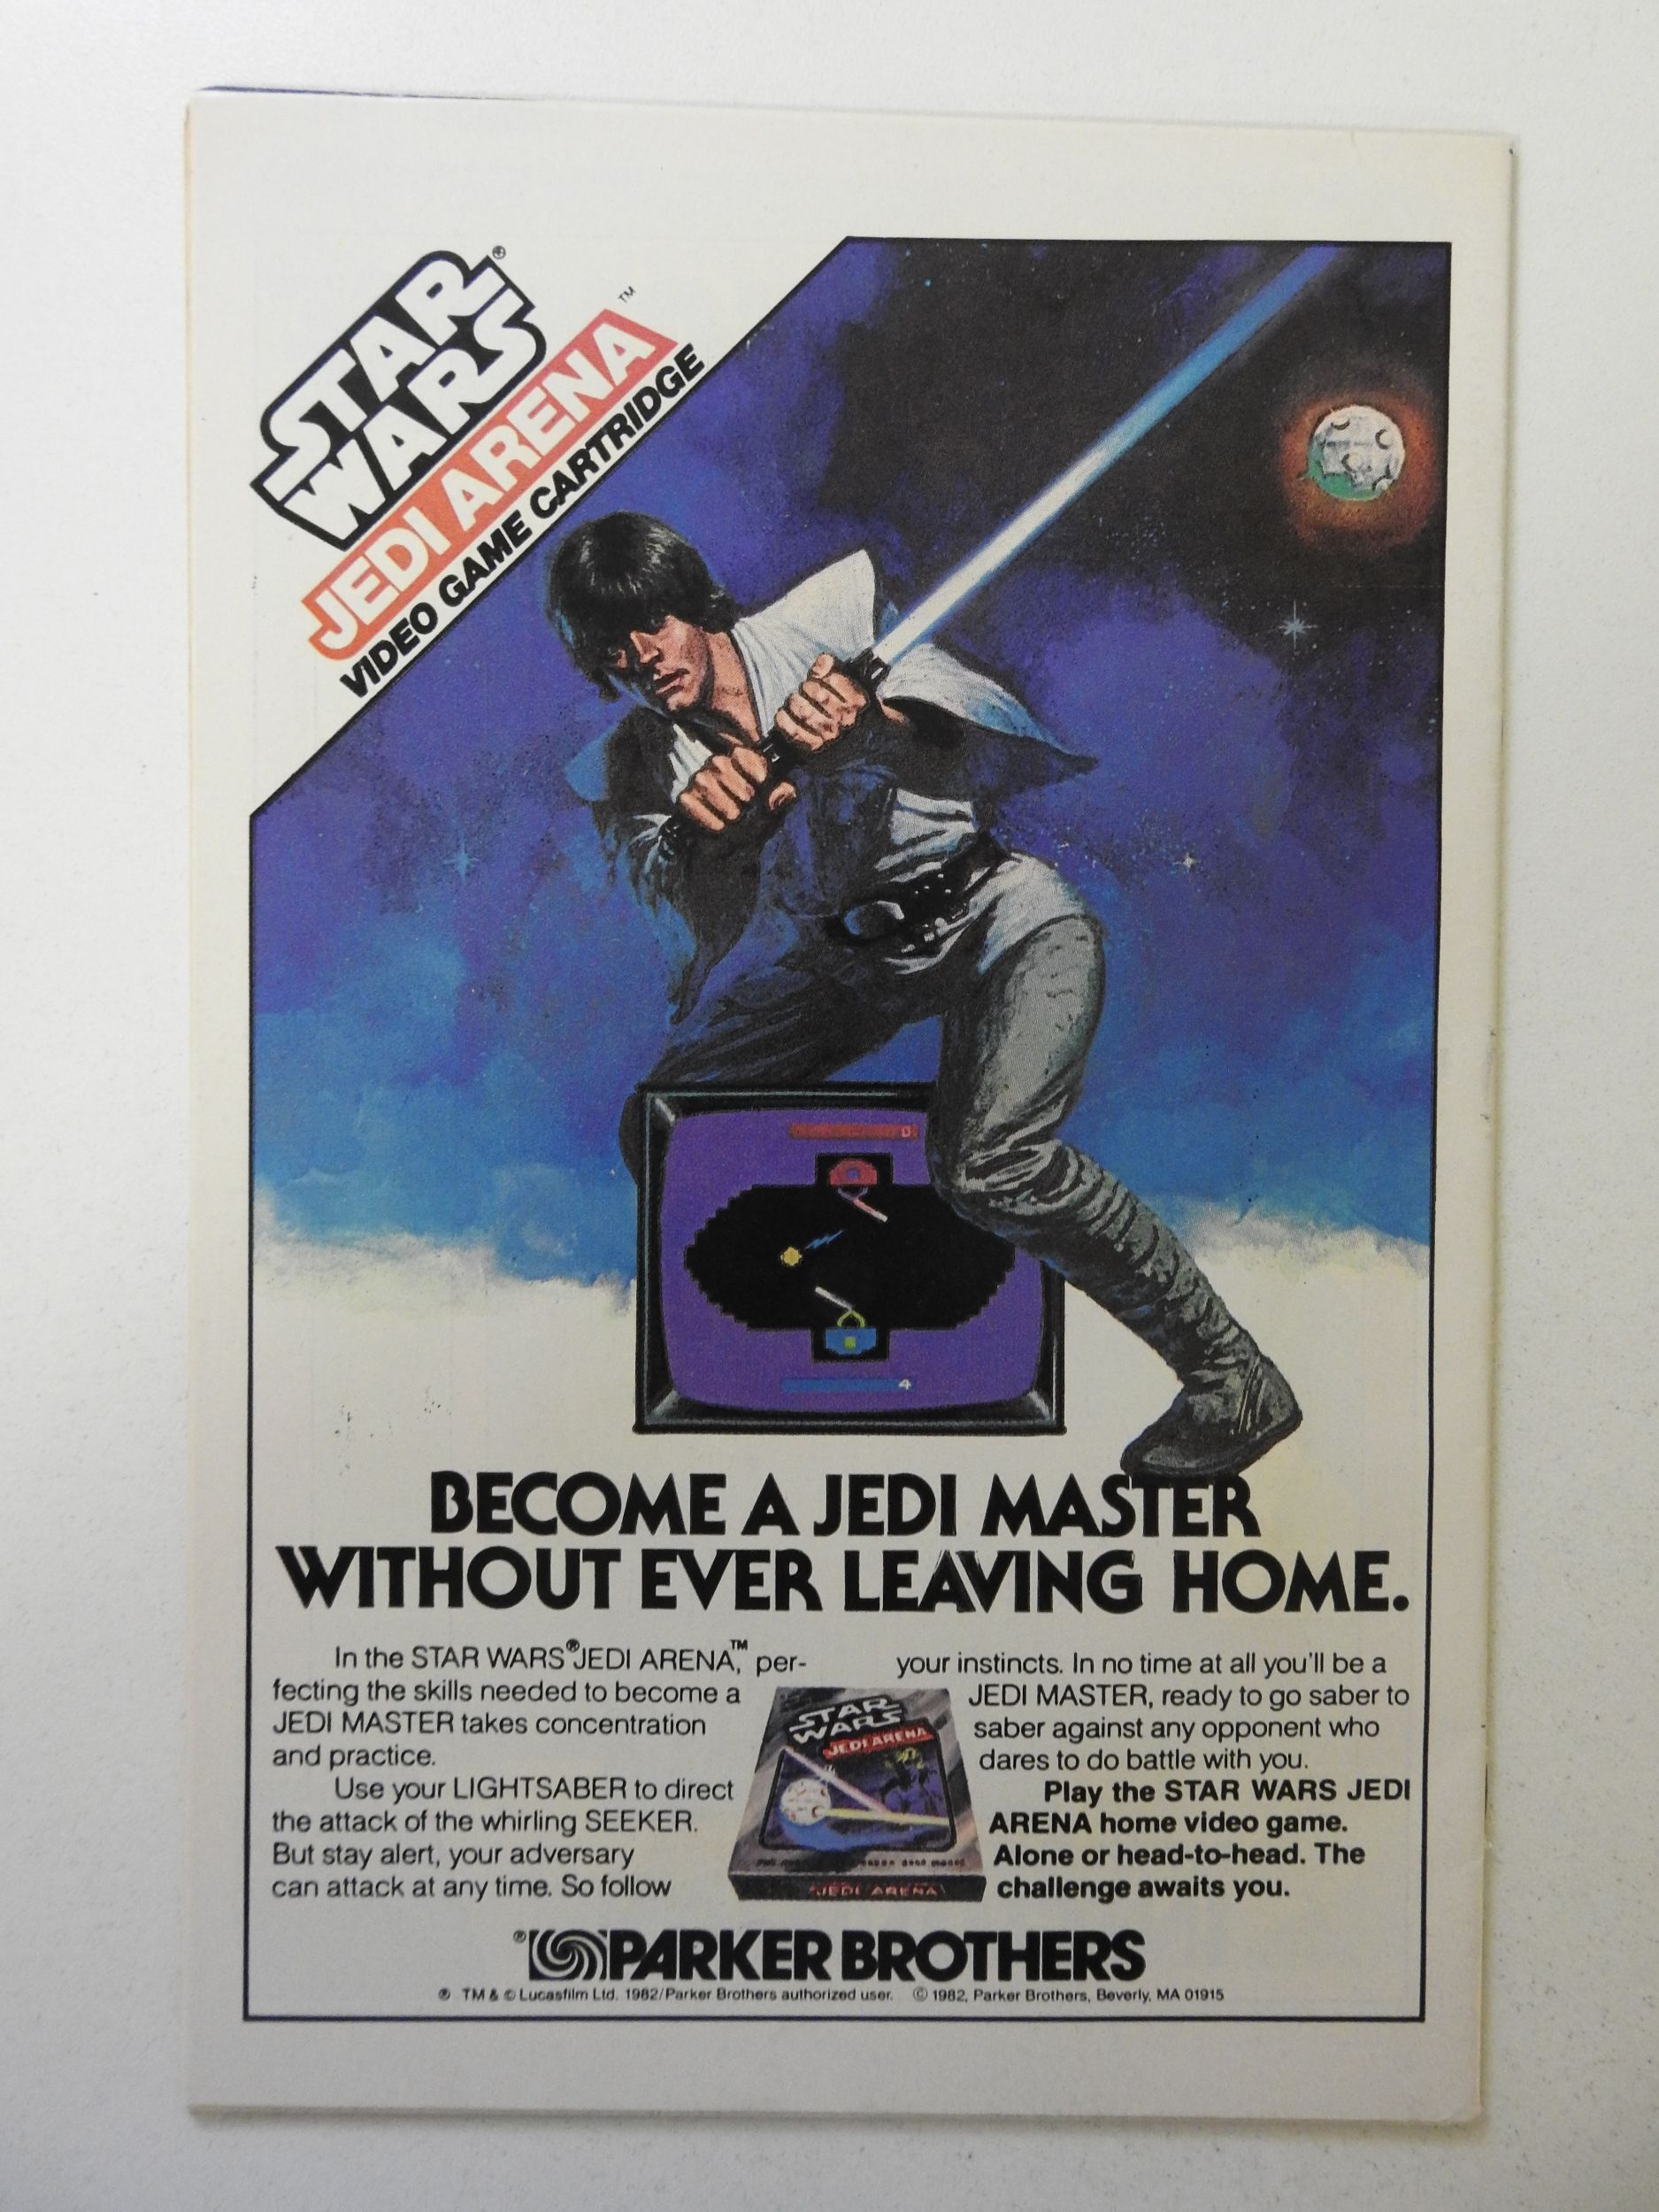 STAR®
WARS
JEDI ARENA™
VIDEO GAME CARTRIDGE
0
4
BECOME A JEDI MASTER
WITHOUT EVER LEAVING HOME.
In the STAR WARS® JEDI ARENA,™ per-
fecting the skills needed to become a
JEDI MASTER takes concentration
and practice.
Use your LIGHTSABER to direct
the attack of the whirling SEEKER.
But stay alert, your adversary
can attack at any time. So follow
STAR
WARS
JEDI ARENA
JEDI ARENA
your instincts. In no time at all you'll be a
JEDI MASTER, ready to go saber to
saber against any opponent who
dares to do battle with you.
Play the STAR WARS JEDI
ARENA home video game.
Alone or head-to-head. The
challenge awaits you.
® PARKER BROTHERS
® TM & © Lucasfilm Ltd. 1982/Parker Brothers authorized user. © 1982, Parker Brothers, Beverly, MA 01915